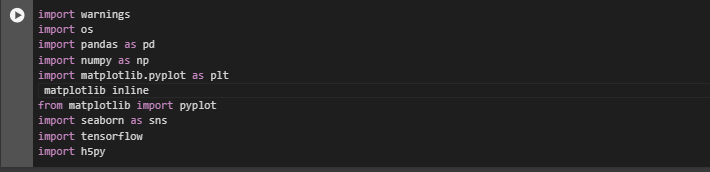 import warnings
import os
import pandas as pd
import numpy as np
import matplotlib.pyplot as plt
matplotlib inline
from matplotlib import pyplot
import seaborn as sns
import tensorflow
import h5py